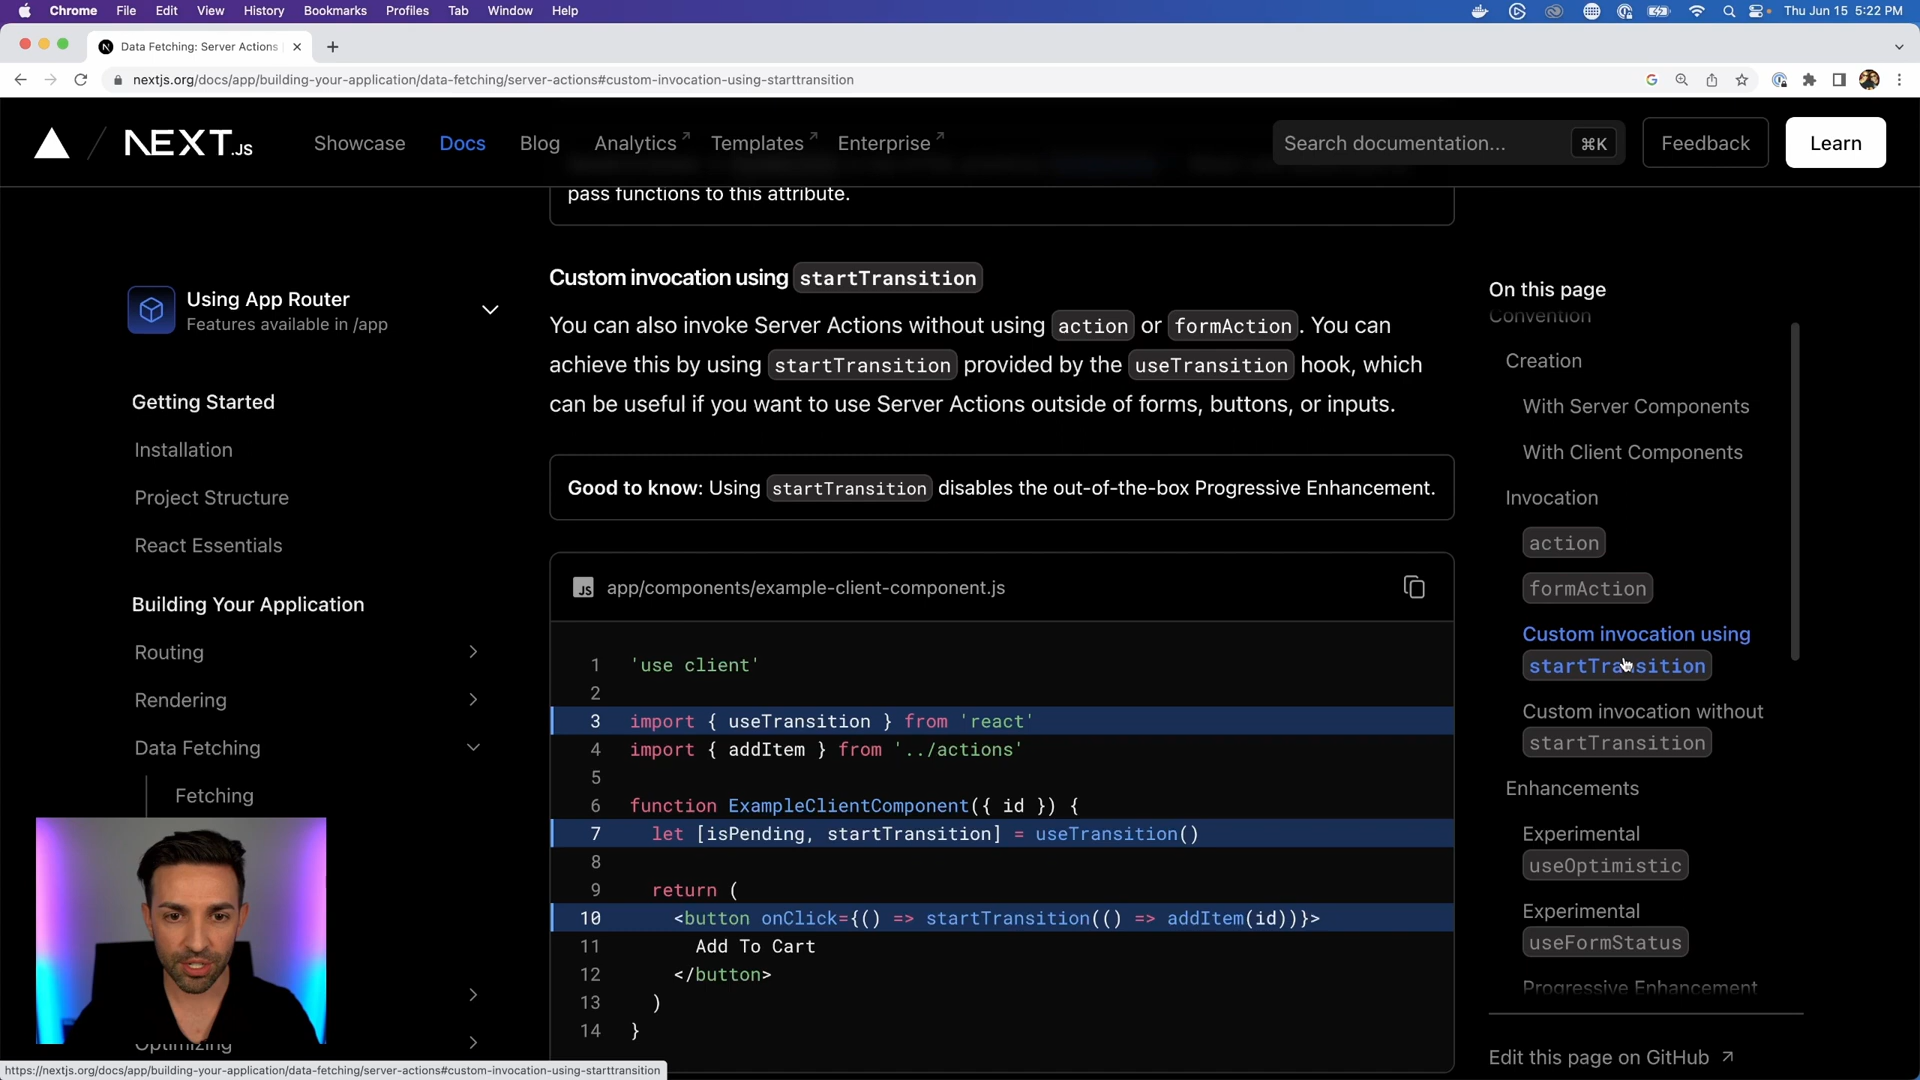 Chrome File Edit View History Bookmarks Profiles Tab Window Help
Thu Jun 15 5:22 PM
Data Fetching: Server Actions
nextjs.org/docs/app/building-your-application/data-fetching/server-actions#custom-invocation-using-starttransition
NEXT.JS
Showcase
Docs
Blog
Analytics
Templates
Enterprise
Search documentation...
⌘K
Feedback
Learn
Using App Router
Features available in /app
Getting Started
Installation
Project Structure
React Essentials
Building Your Application
Routing
Rendering
Data Fetching
Fetching
Optimizing
pass functions to this attribute.
Custom invocation using startTransition
You can also invoke Server Actions without using action or formAction. You can
achieve this by using startTransition provided by the useTransition hook, which
can be useful if you want to use Server Actions outside of forms, buttons, or inputs.
Good to know: Using startTransition disables the out-of-the-box Progressive Enhancement.
JS app/components/example-client-component.js
1 'use client'
2
3 import { useTransition } from 'react'
4 import { addItem } from '../actions'
5
6 function ExampleClientComponent({ id }) {
7 let [isPending, startTransition] = useTransition()
8
9 return (
10 <button onClick={() => startTransition(() => addItem(id))}>
11 Add To Cart
12 </button>
13 )
14 }
On this page
Convention
Creation
With Server Components
With Client Components
Invocation
action
formAction
Custom invocation using
startTransition
Custom invocation without
startTransition
Enhancements
Experimental
useOptimistic
Experimental
useFormStatus
Progressive Enhancement
Edit this page on GitHub
https://nextjs.org/docs/app/building-your-application/data-fetching/server-actions#custom-invocation-using-starttransition